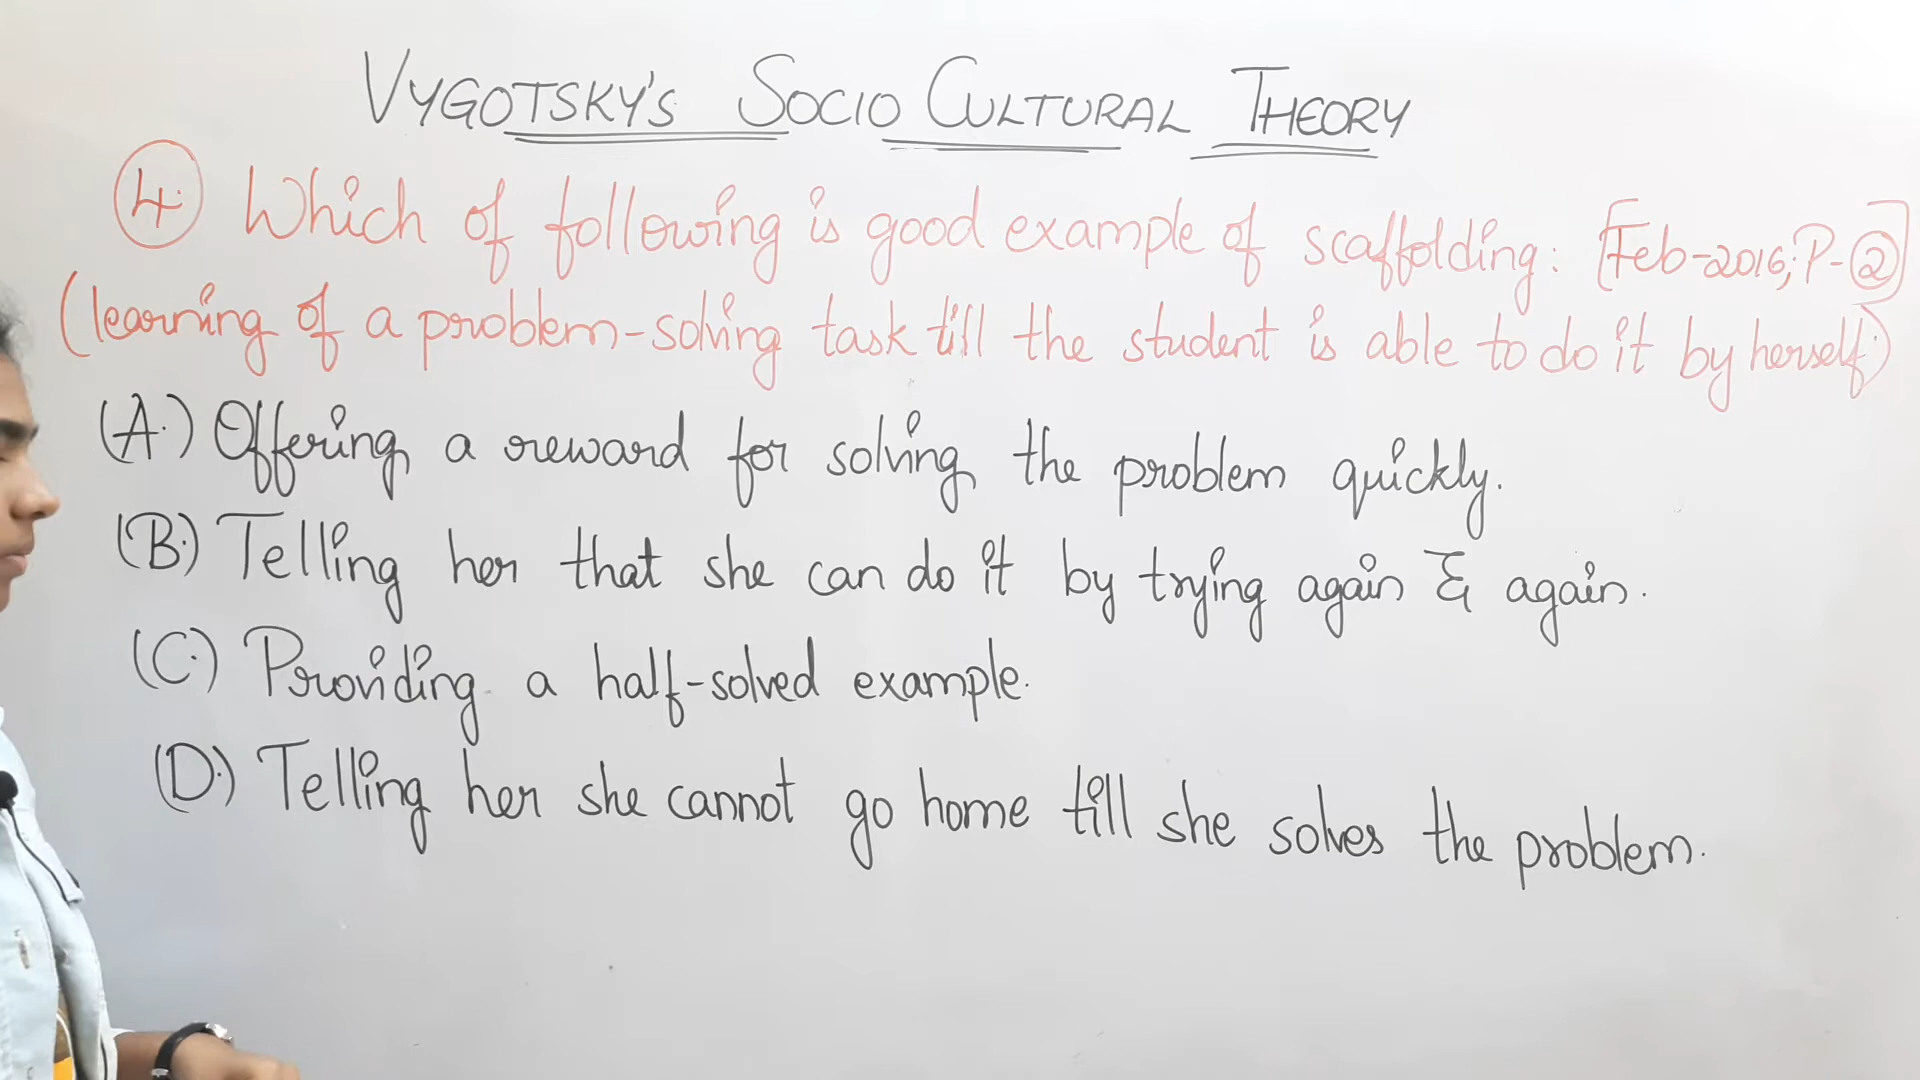 VYGOTSKY'S SOCIO CULTURAL THEORY
4. Which of following is good example of scaffolding: [Feb-2016, P-2]
(learning of a problem-solving task till the student is able to do it by herself.)
(A.) Offering a reward for solving the problem quickly.
(B.) Telling her that she can do it by trying again & again.
(C.) Providing a half-solved example.
(D.) Telling her she cannot go home till she solves the problem.